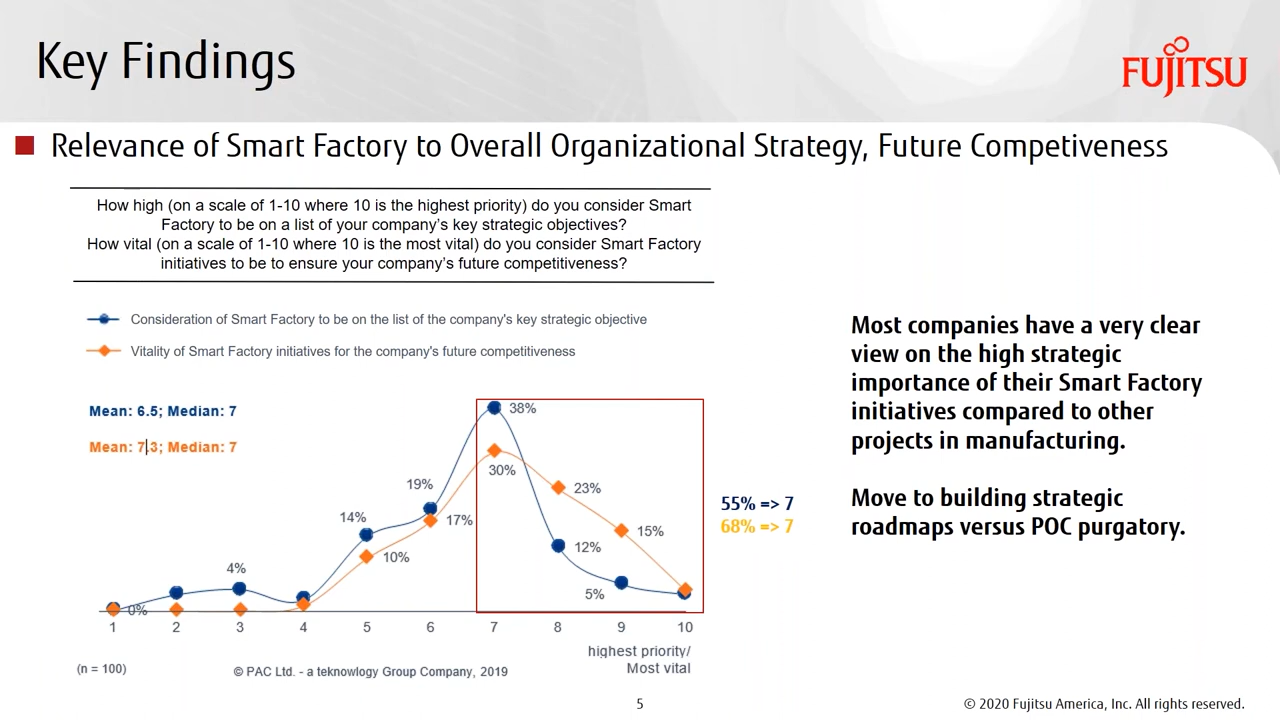 Key Findings
FUJITSU
Relevance of Smart Factory to Overall Organizational Strategy, Future Competiveness
How high (on a scale of 1-10 where 10 is the highest priority) do you consider Smart
Factory to be on a list of your company's key strategic objectives?
How vital (on a scale of 1-10 where 10 is the most vital) do you consider Smart Factory
initiatives to be to ensure your company's future competitiveness?
Consideration of Smart Factory to be on the list of the company's key strategic objective
Vitality of Smart Factory initiatives for the company's future competitiveness
Mean: 6.5; Median: 7
Mean: 7.3; Median: 7
0%
4%
14%
10%
19%
17%
38%
30%
23%
12%
15%
5%
1 2 3 4 5 6 7 8 9 10
highest priority/
Most vital
(n = 100)
© PAC Ltd. - a teknowlogy Group Company, 2019
55% => 7
68% => 7
Most companies have a very clear
view on the high strategic
importance of their Smart Factory
initiatives compared to other
projects in manufacturing.
Move to building strategic
roadmaps versus POC purgatory.
5
© 2020 Fujitsu America, Inc. All rights reserved.